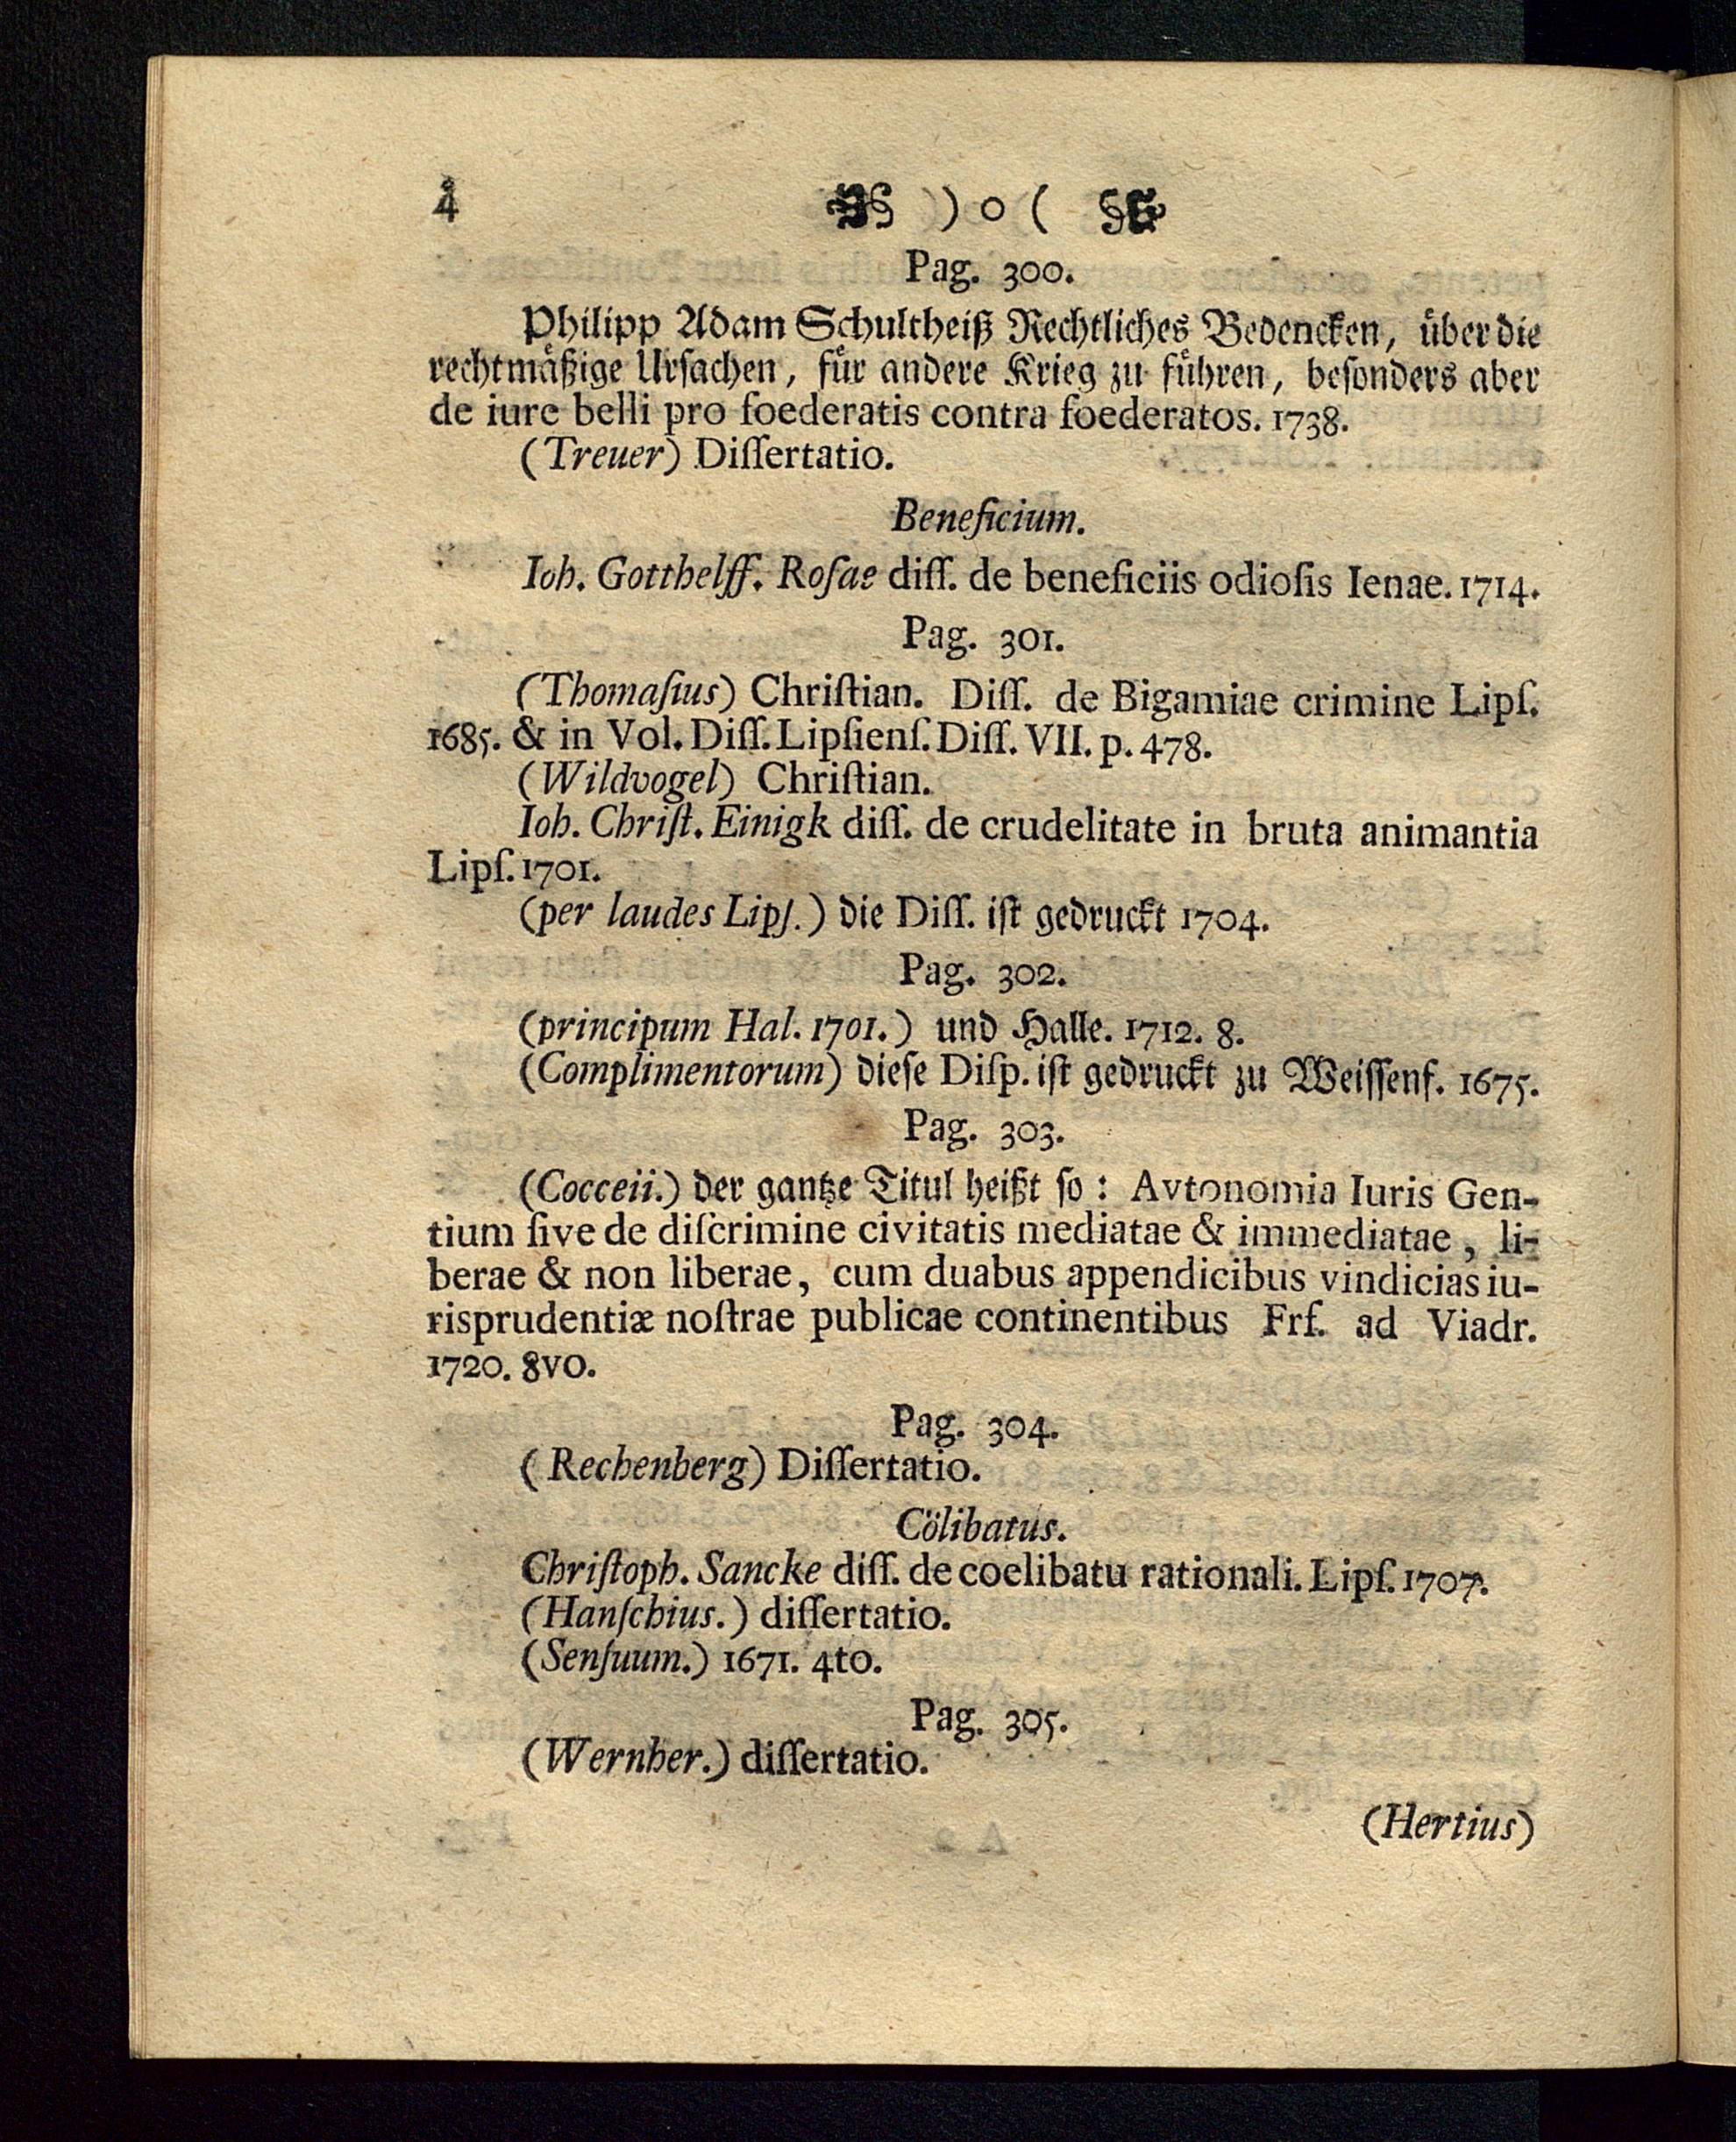 4 ) o (
Pag. 300.
Philipp Adam Schultheiß Rechtliches Bedencken, über die
rechtmäßige Ursachen, für andere Krieg zu führen, besonders aber
de iure belli pro foederatis contra foederatos. 1738.
(Treuer) Diſſertatio.
Beneficium.
Ioh. Gotthelff. Roſae diſſ. de beneficiis odioſis Ienae. 1714.
Pag. 301.
(Thomaſius) Chriſtian. Diſſ. de Bigamiae crimine Lipſ.
1685. & in Vol. Diſſ. Lipſienſ. Diſſ. VII. p. 478.
(Wildvogel) Chriſtian.
Ioh. Chriſt. Einigk diſſ. de crudelitate in bruta animantia
Lipſ. 1701.
(per laudes Lipſ.) die Diſſ. iſt gedruckt 1704.
Pag. 302.
(principum Hal. 1701.) und Halle. 1712. 8.
(Complimentorum) dieſe Diſp. iſt gedruckt zu Weiſſenf. 1675.
Pag. 303.
(Cocceii.) der gantze Titul heißt ſo: Avtonomia Iuris Gen-
tium ſive de diſcrimine civitatis mediatae & immediatae, li-
berae & non liberae, cum duabus appendicibus vindicias iu-
risprudentiæ noſtrae publicae continentibus Frf. ad Viadr.
1720. 8vo.
Pag. 304.
(Rechenberg) Diſſertatio.
Cölibatus.
Chriſtoph. Sancke diſſ. de coelibatu rationali. Lipſ. 1707.
(Hanſchius.) diſſertatio.
(Senſuum.) 1671. 4to.
Pag. 305.
(Wernher.) diſſertatio.
(Hertius)